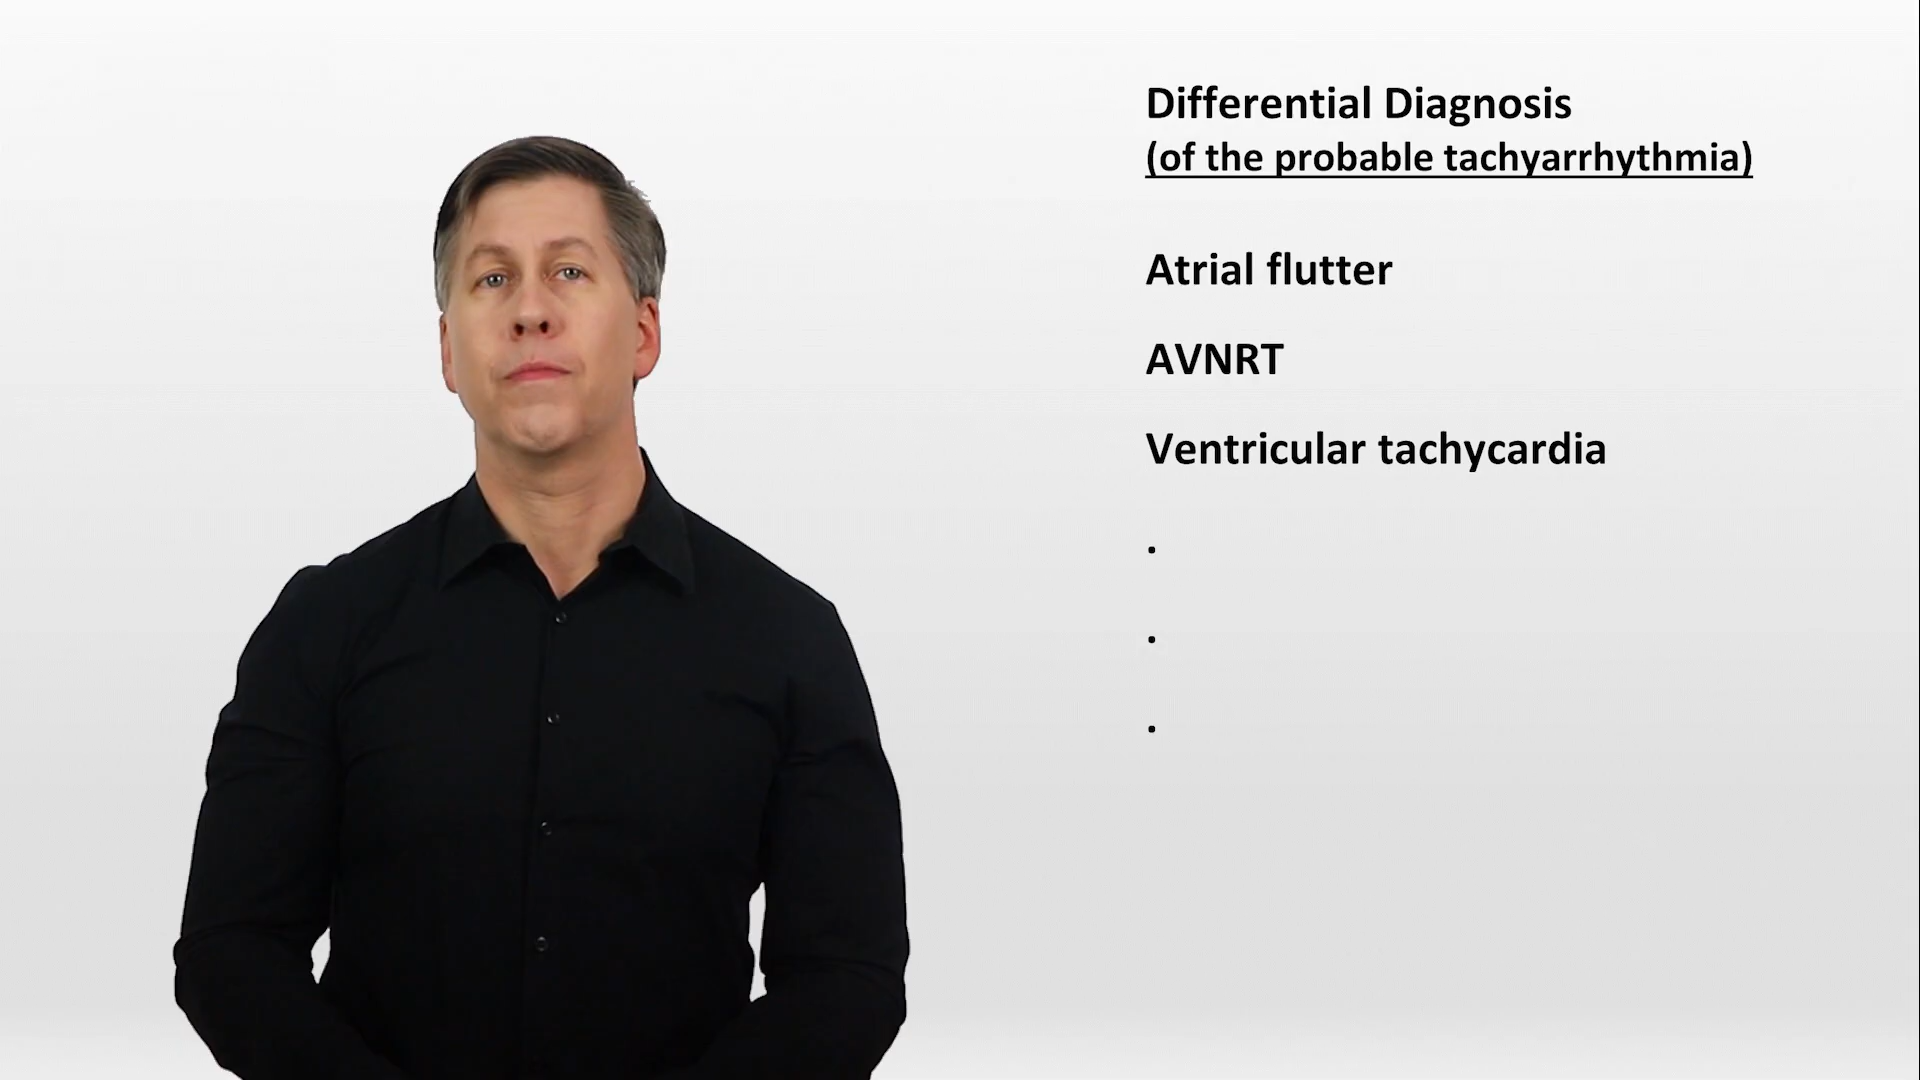 Differential Diagnosis
(of the probable tachyarrhythmia)
Atrial flutter
AVNRT
Ventricular tachycardia
.
.
.